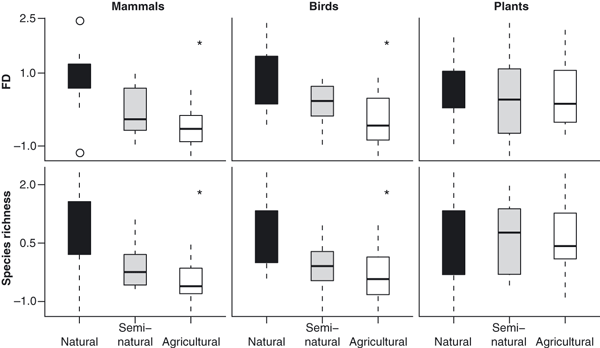 Mammals Birds Plants
2.5
1.0
−1.0
FD
* *
2.0
0.5
−1.0
Species richness
* *
Natural Semi–natural Agricultural Natural Semi–natural Agricultural Natural Semi–natural Agricultural